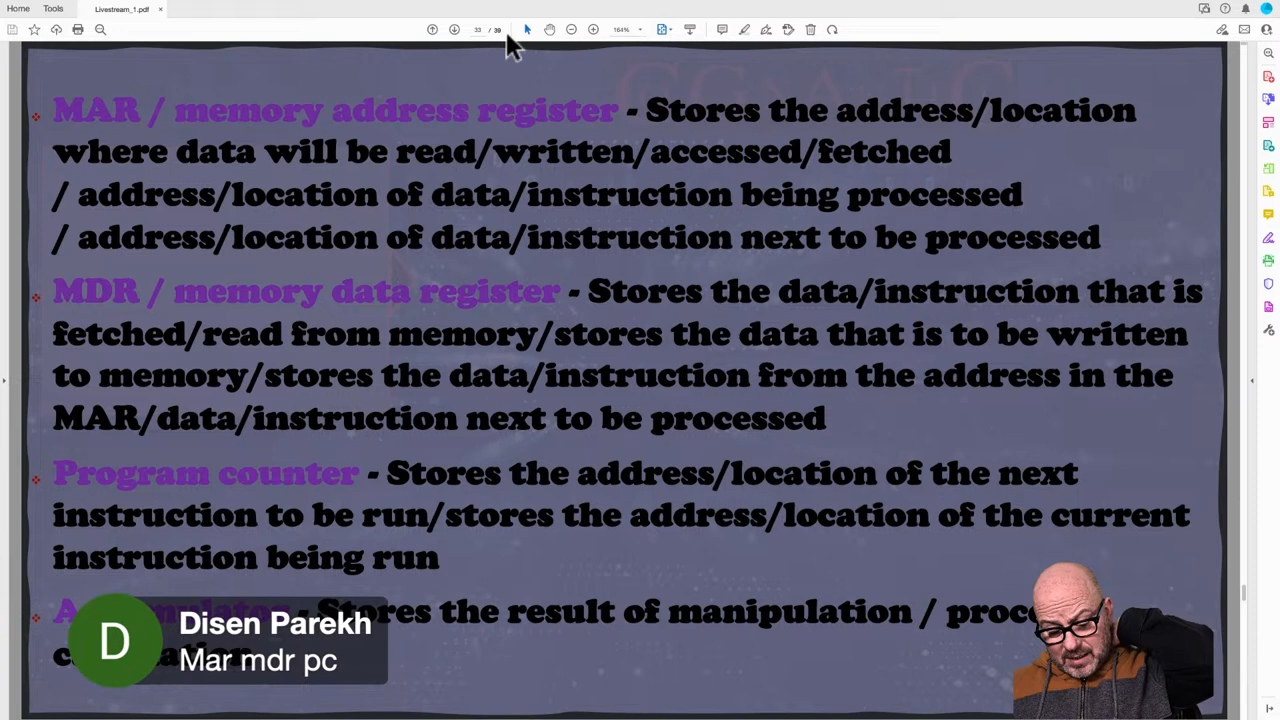 Home Tools Livestream_1.pdf ×
33 / 39 164%
MAR / memory address register - Stores the address/location
where data will be read/written/accessed/fetched
/ address/location of data/instruction being processed
/ address/location of data/instruction next to be processed
MDR / memory data register - Stores the data/instruction that is
fetched/read from memory/stores the data that is to be written
to memory/stores the data/instruction from the address in the
MAR/data/instruction next to be processed
Program counter - Stores the address/location of the next
instruction to be run/stores the address/location of the current
instruction being run
Stores the result of manipulation /
D
Disen Parekh
Mar mdr pc